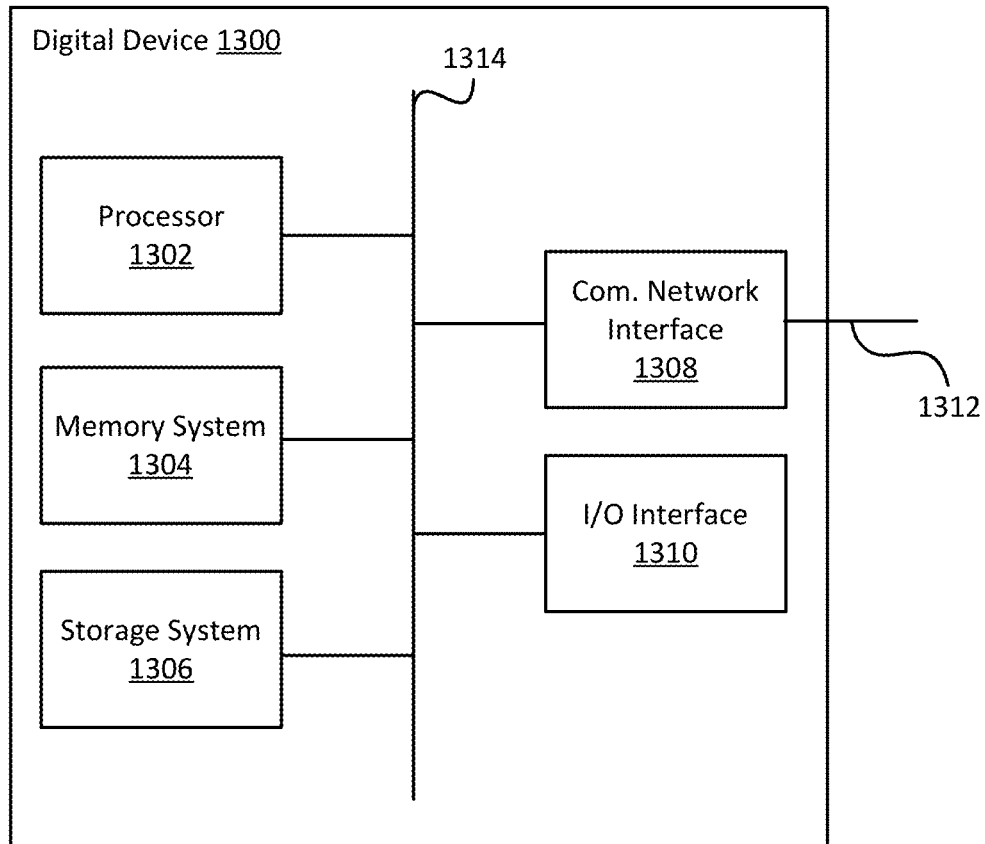 Digital Device 1300
1314
Processor
1302
Com. Network
Interface
1308
1312
Memory System
1304
I/O Interface
1310
Storage System
1306